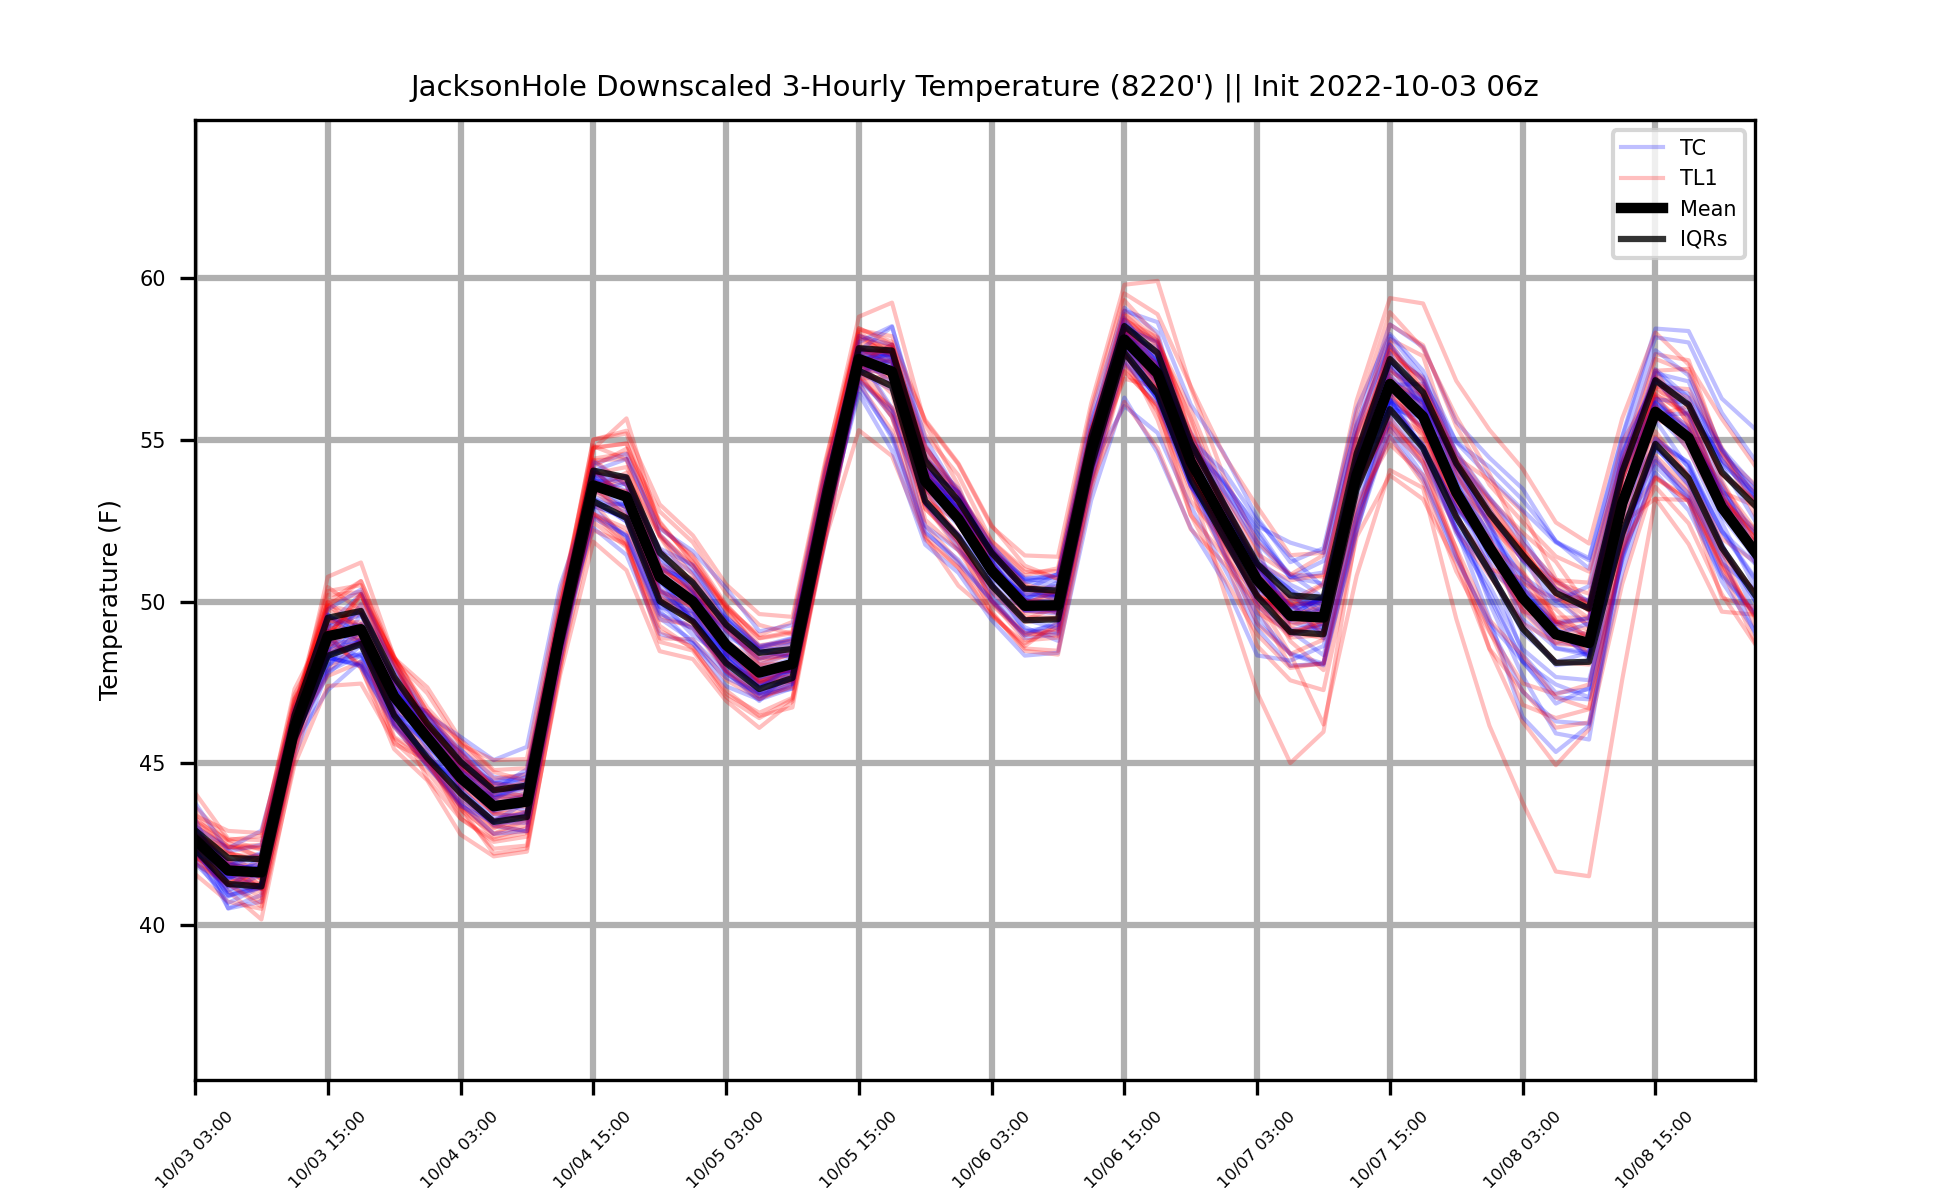 JacksonHole Downscaled 3-Hourly Temperature (8220') || Init 2022-10-03 06z
TC
TL1
Mean
IQRs
Temperature (F)
60
55
50
45
40
10/03 03:00
10/03 15:00
10/04 03:00
10/04 15:00
10/05 03:00
10/05 15:00
10/06 03:00
10/06 15:00
10/07 03:00
10/07 15:00
10/08 03:00
10/08 15:00